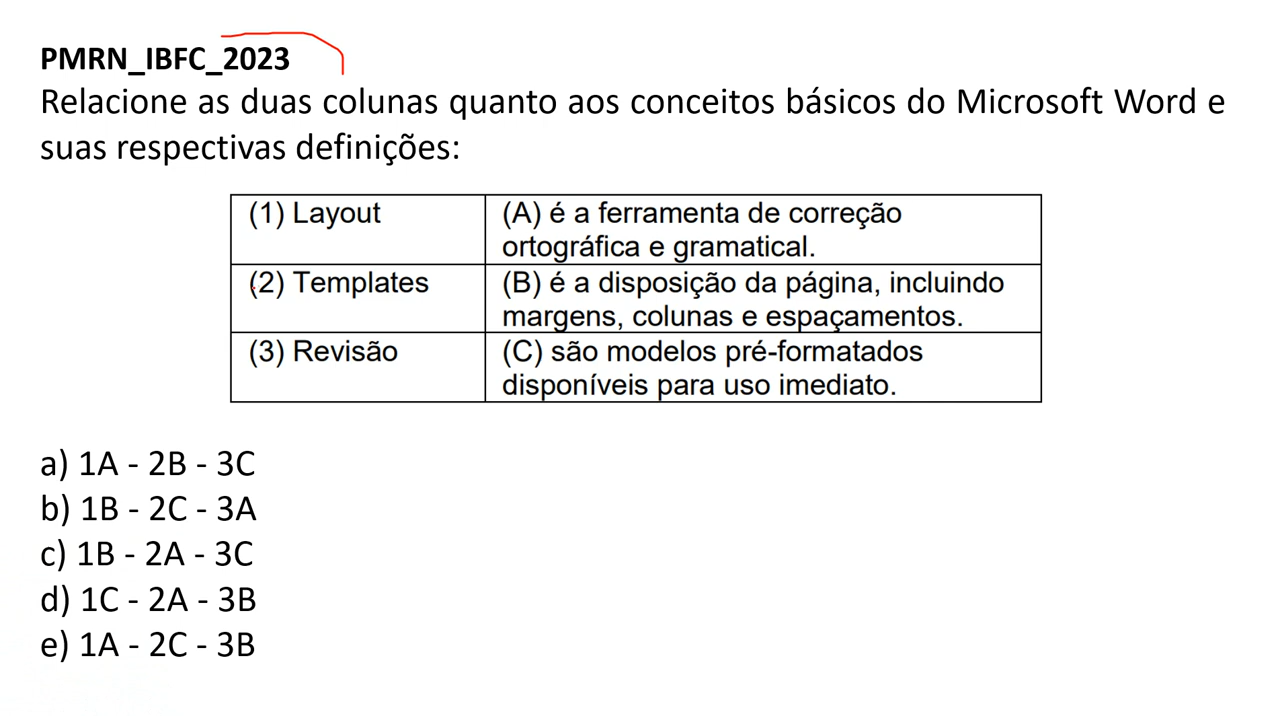 PMRN_IBFC_2023
Relacione as duas colunas quanto aos conceitos básicos do Microsoft Word e
suas respectivas definições:
(1) Layout
(A) é a ferramenta de correção
ortográfica e gramatical.
(2) Templates
(B) é a disposição da página, incluindo
margens, colunas e espaçamentos.
(3) Revisão
(C) são modelos pré-formatados
disponíveis para uso imediato.
a) 1A - 2B - 3C
b) 1B - 2C - 3A
c) 1B - 2A - 3C
d) 1C - 2A - 3B
e) 1A - 2C - 3B